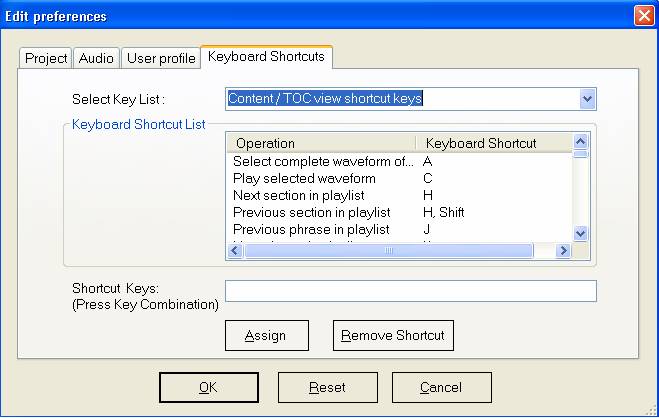 Edit preferences
Project Audio User profile Keyboard Shortcuts
Select Key List : Content / TOC view shortcut keys
Keyboard Shortcut List
Operation Keyboard Shortcut
Select complete waveform of... A
Play selected waveform C
Next section in playlist H
Previous section in playlist H, Shift
Previous phrase in playlist J
Shortcut Keys:
(Press Key Combination)
Assign Remove Shortcut
OK Reset Cancel